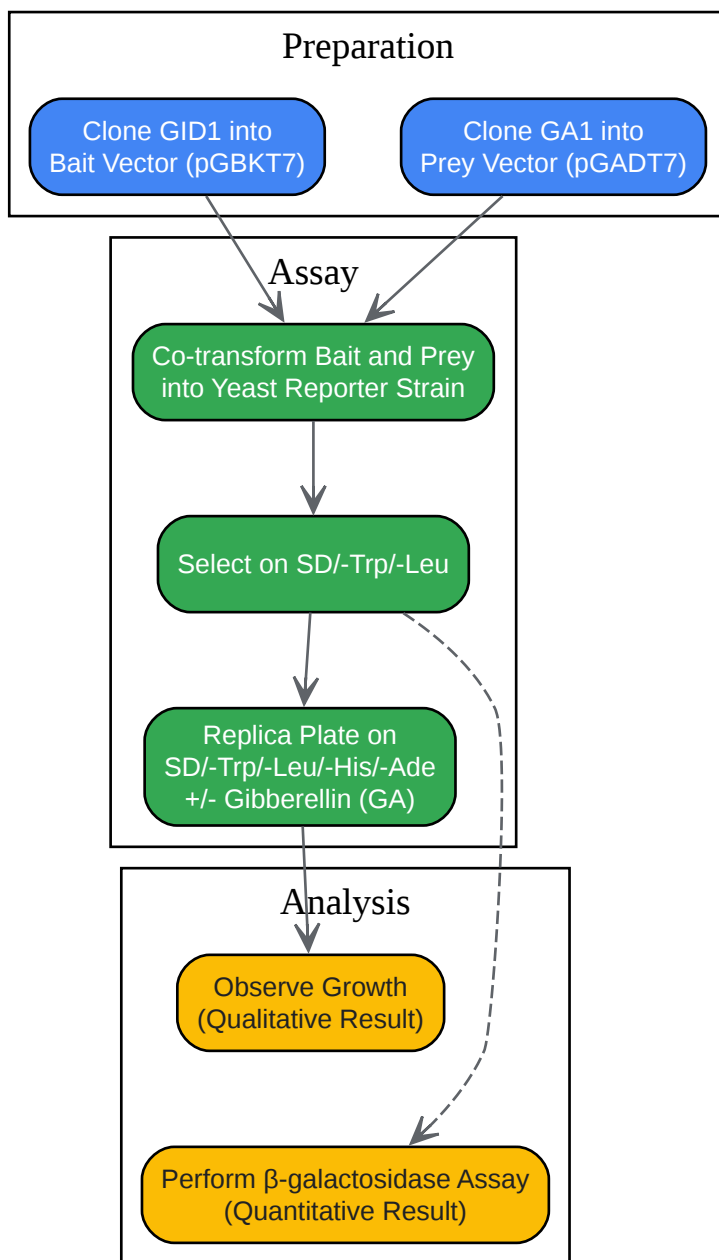 Preparation
Clone GID1 into
Bait Vector (pGBKT7)
Clone GA1 into
Prey Vector (pGADT7)
Assay
Co-transform Bait and Prey
into Yeast Reporter Strain
Select on SD/-Trp/-Leu
Replica Plate on
SD/-Trp/-Leu/-His/-Ade
+/- Gibberellin (GA)
Analysis
Observe Growth
(Qualitative Result)
Perform β-galactosidase Assay
(Quantitative Result)